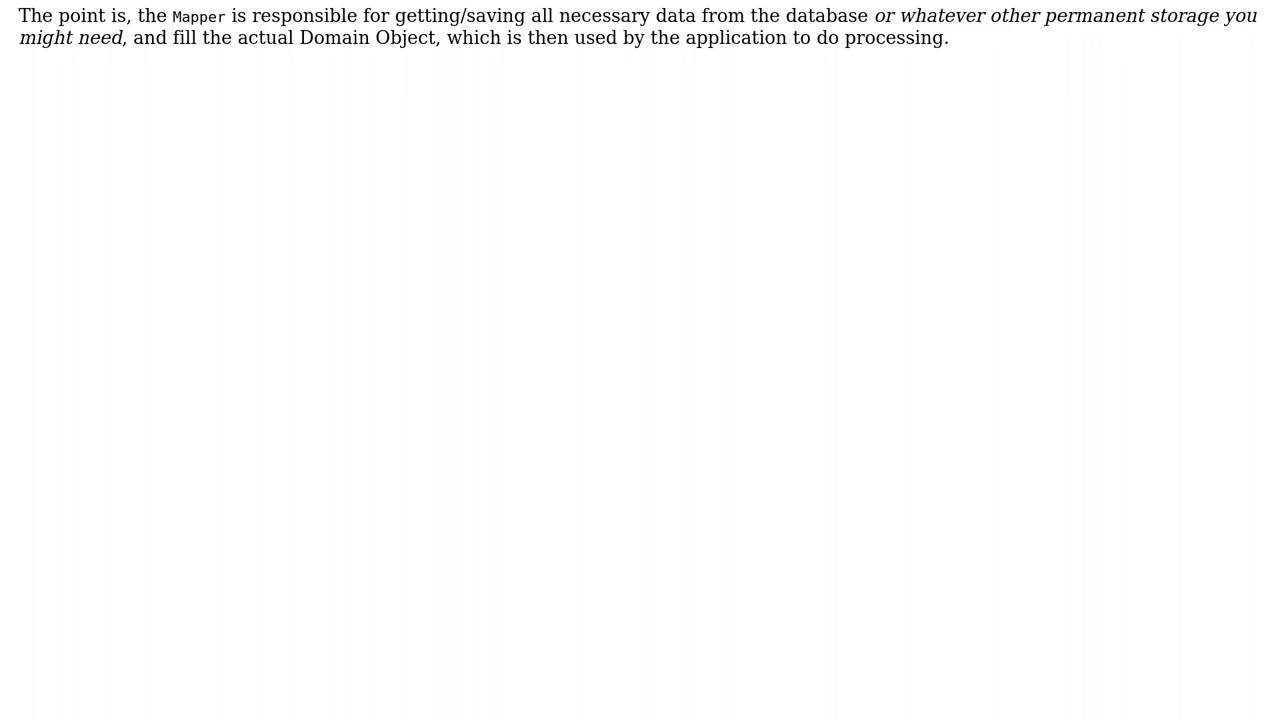 The point is, the Mapper is responsible for getting/saving all necessary data from the database or whatever other permanent storage you
might need, and fill the actual Domain Object, which is then used by the application to do processing.